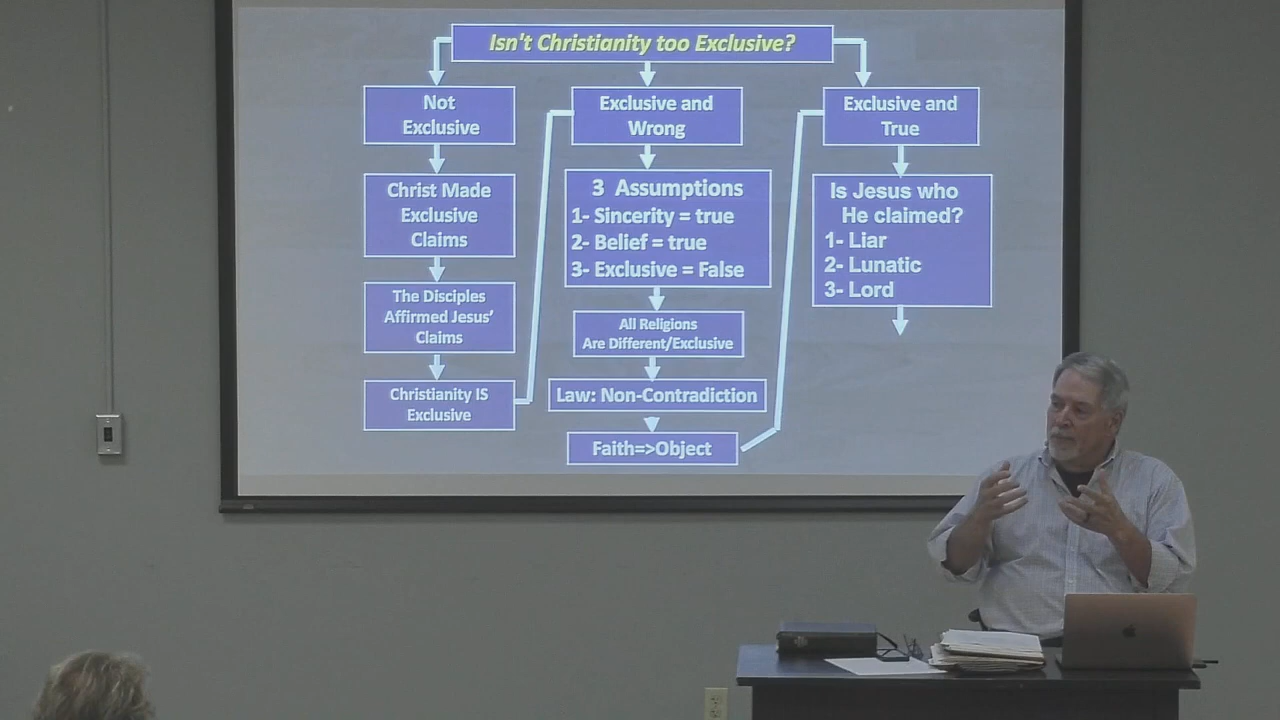 Isn't Christianity too Exclusive?
Not
Exclusive
Christ Made
Exclusive
Claims
The Disciples
Affirmed Jesus'
Claims
Christianity IS
Exclusive
Exclusive and
Wrong
3 Assumptions
1- Sincerity = true
2- Belief = true
3- Exclusive = False
All Religions
Are Different/Exclusive
Law: Non-Contradiction
Faith=>Object
Exclusive and
True
Is Jesus who
He claimed?
1- Liar
2- Lunatic
3- Lord